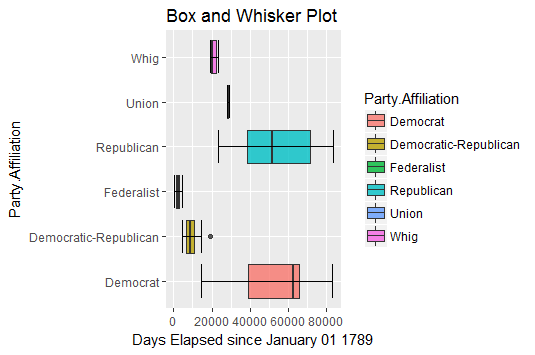 Box and Whisker Plot
Party.Affiliation
Whig
Union
Republican
Federalist
Democratic-Republican
Democrat
0 20000 40000 60000 80000
Days Elapsed since January 01 1789
Party.Affiliation
Democrat
Democratic-Republican
Federalist
Republican
Union
Whig